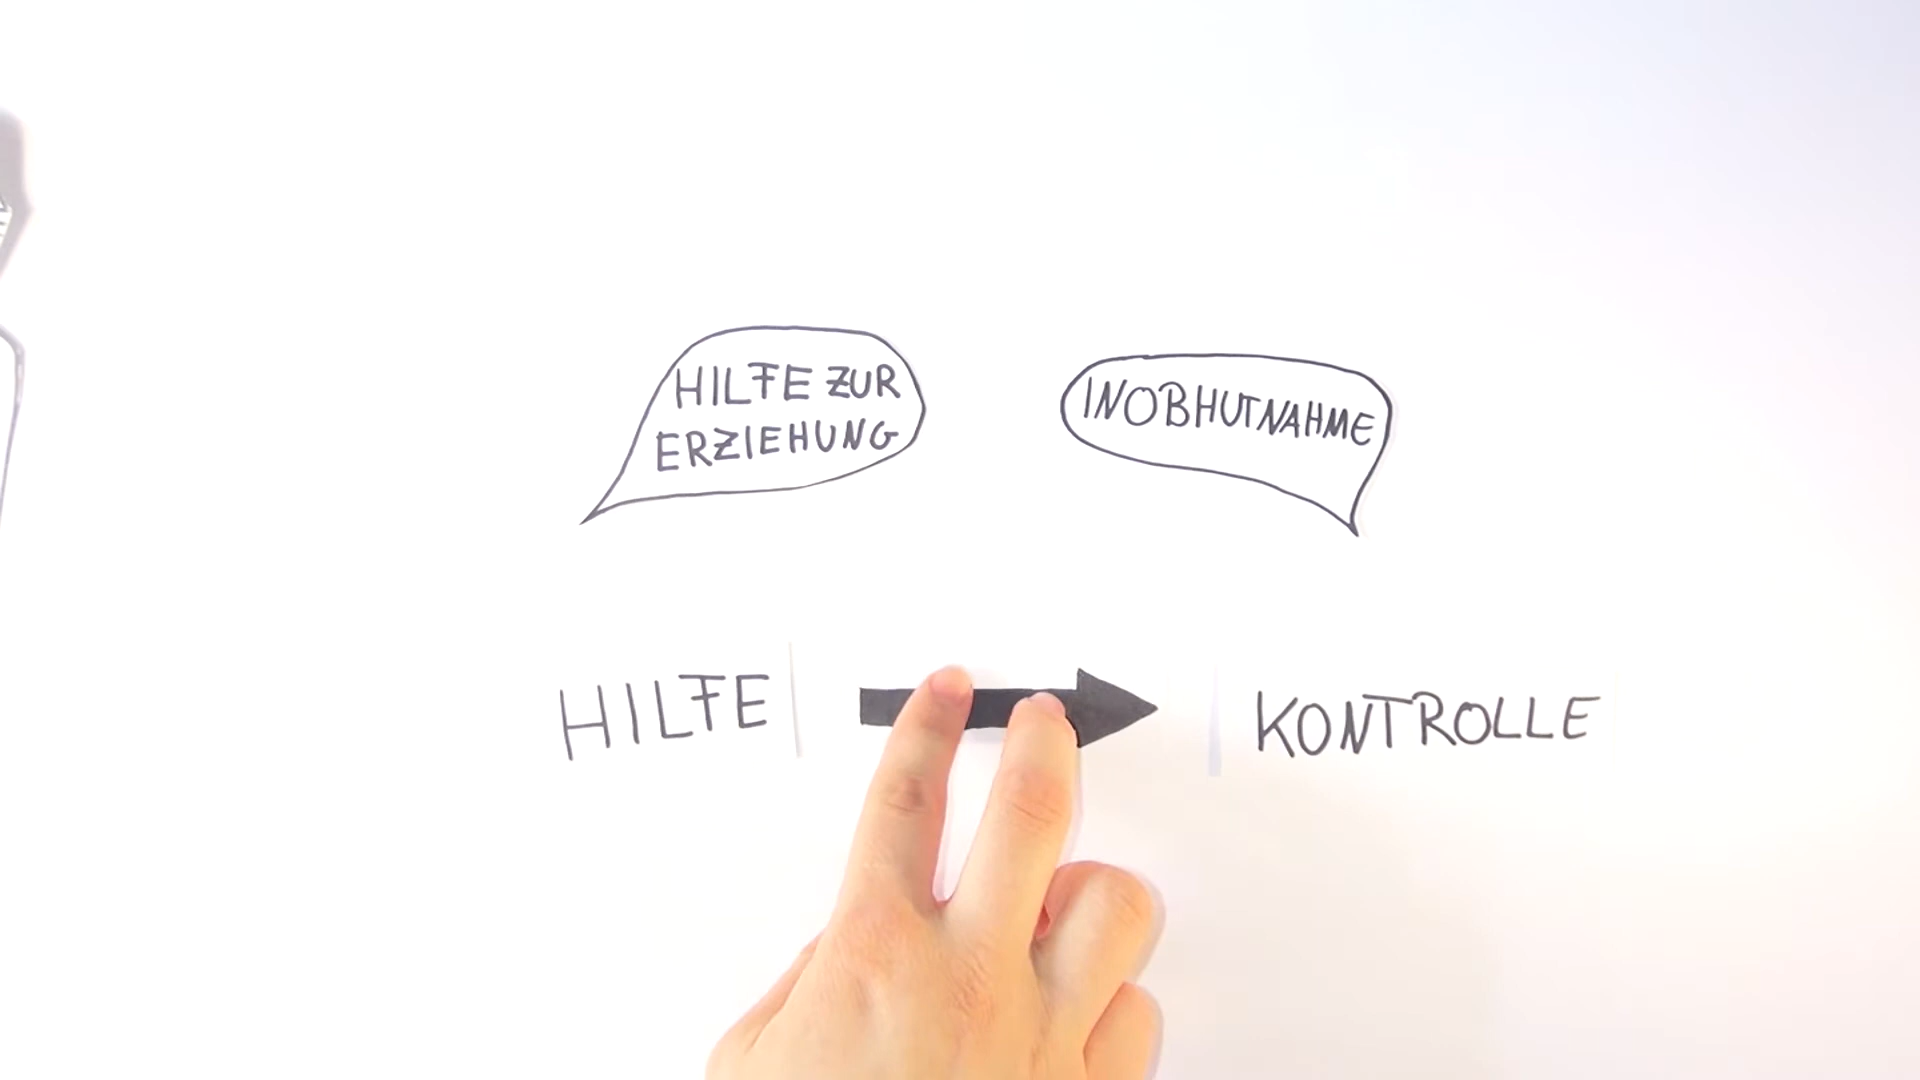 HILFE ZUR
ERZIEHUNG
INOBHUTNAHME
HILFE
KONTROLLE